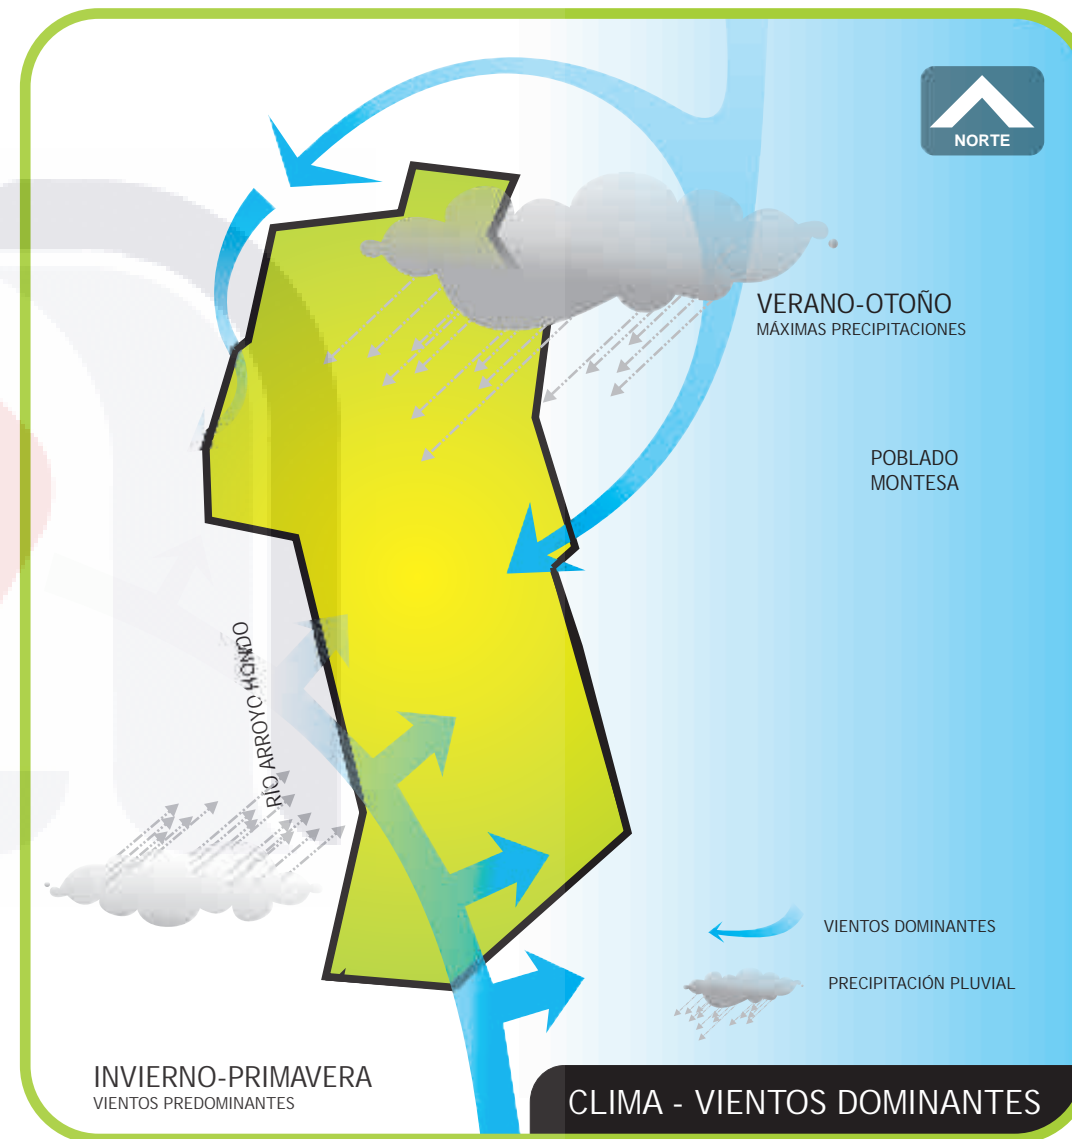 NORTE
VERANO-OTOÑO
MÁXIMAS PRECIPITACIONES
POBLADO
MONTESA
RÍO ARROYO HONDO
VIENTOS DOMINANTES
PRECIPITACIÓN PLUVIAL
INVIERNO-PRIMAVERA
VIENTOS PREDOMINANTES
CLIMA - VIENTOS DOMINANTES